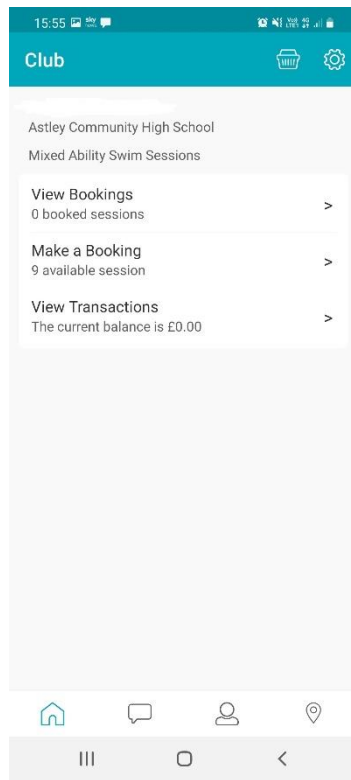 15:55 sky
Club
Astley Community High School
Mixed Ability Swim Sessions
View Bookings
0 booked sessions
>
Make a Booking
9 available session
>
View Transactions
The current balance is £0.00
>